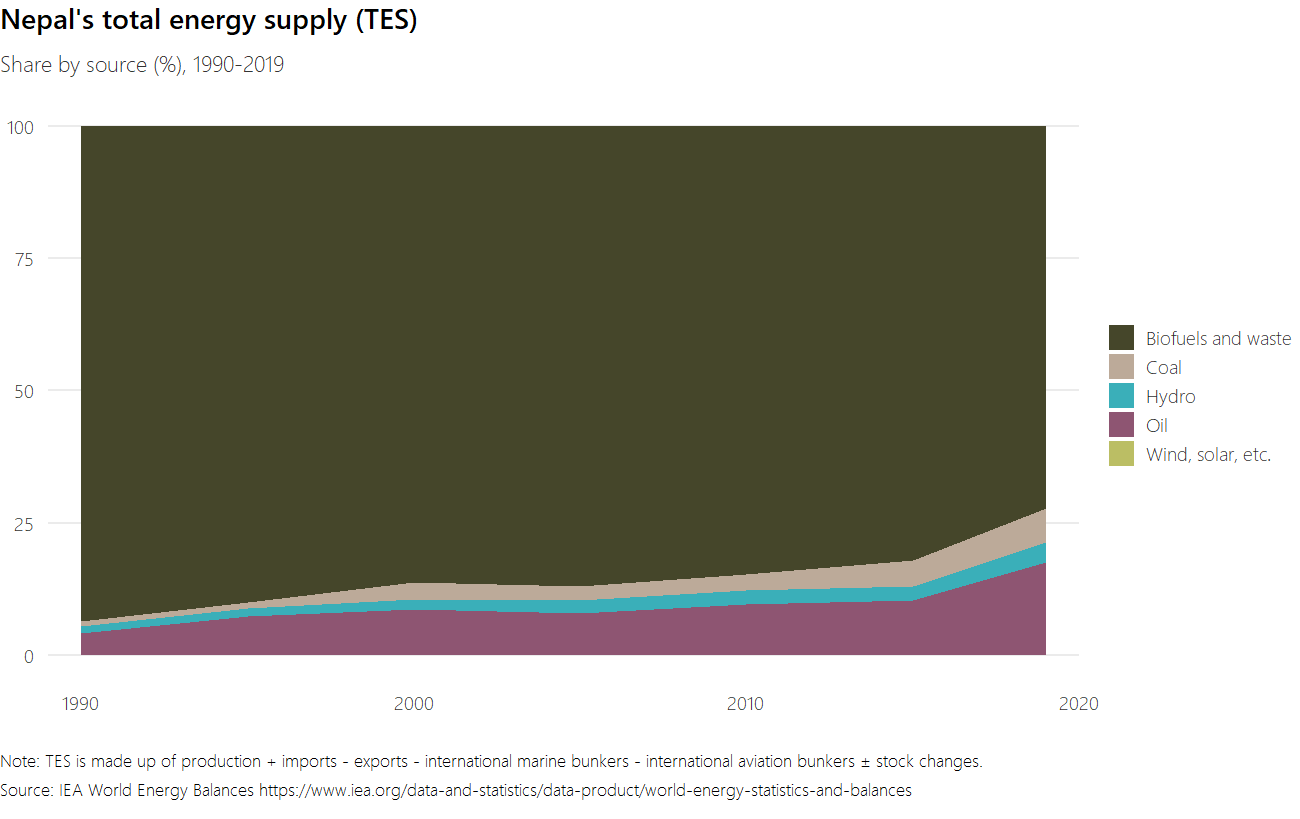 Nepal's total energy supply (TES)
Share by source (%), 1990-2019
100
75
50
25
0
1990
2000
2010
2020
Biofuels and waste
Coal
Hydro
Oil
Wind, solar, etc.
Note: TES is made up of production + imports - exports - international marine bunkers - international aviation bunkers ± stock changes.
Source: IEA World Energy Balances https://www.iea.org/data-and-statistics/data-product/world-energy-statistics-and-balances